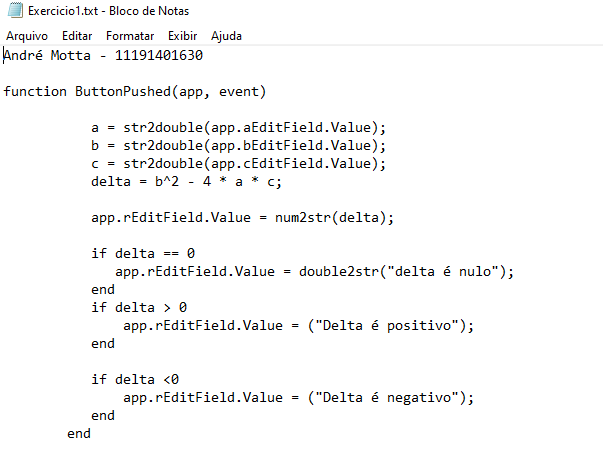 Exercicio1.txt - Bloco de Notas
Arquivo Editar Formatar Exibir Ajuda
André Motta - 11191401630
function ButtonPushed(app, event)
a = str2double(app.aEditField.Value);
b = str2double(app.bEditField.Value);
c = str2double(app.cEditField.Value);
delta = b^2 - 4 * a * c;
app.rEditField.Value = num2str(delta);
if delta == 0
app.rEditField.Value = double2str("delta é nulo");
end
if delta > 0
app.rEditField.Value = ("Delta é positivo");
end
if delta <0
app.rEditField.Value = ("Delta é negativo");
end
end